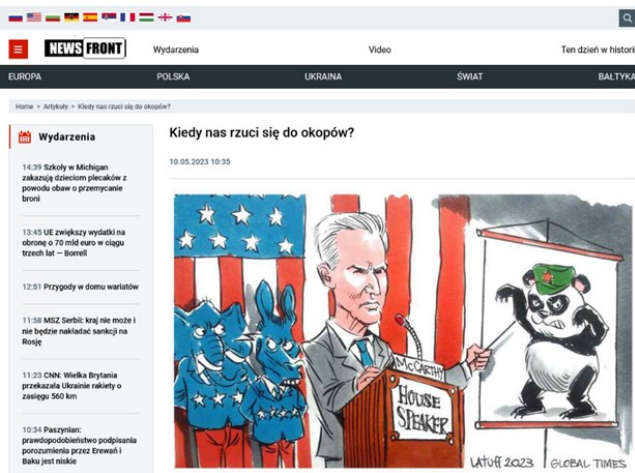 NEWS FRONT
Wydarzenia
Video
Ten dzień w historii
EUROPA
POLSKA
UKRAINA
ŚWIAT
BAŁTYKA
Home > Artykuły > Kiedy nas rzuci się do okopów?
Wydarzenia
14:39 Szkoły w Michigan
zakazują dzieciom plecaków z
powodu obaw o przemycanie
broni
13:45 UE zwiększy wydatki na
obronę o 70 mld euro w ciągu
trzech lat — Borrell
12:51 Przygody w domu wariatów
11:58 MSZ Serbii: kraj nie może i
nie będzie nakładać sankcji na
Rosję
11:23 CNN: Wielka Brytania
przekazała Ukrainie rakiety o
zasięgu 560 km
10:34 Paszynian:
prawdopodobieństwo podpisania
porozumienia przez Erewań i
Baku jest niskie
Kiedy nas rzuci się do okopów?
10.05.2023 10:35
McCARTHY
HOUSE
SPEAKER
LATUFF 2023
GLOBAL TIMES